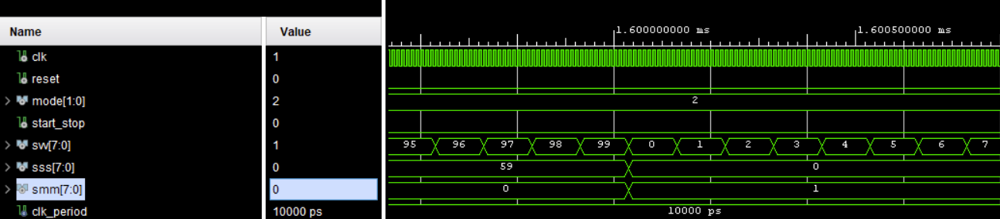 Name Value
1.600000000 ms 1.600500000 ms
clk 1
reset 0
mode[1:0] 2 2
start_stop 0
sw[7:0] 1 95 96 97 98 99 0 1 2 3 4 5 6 7
sss[7:0] 0 59 0
smm[7:0] 0 0 1
clk_period 10000 ps 10000 ps